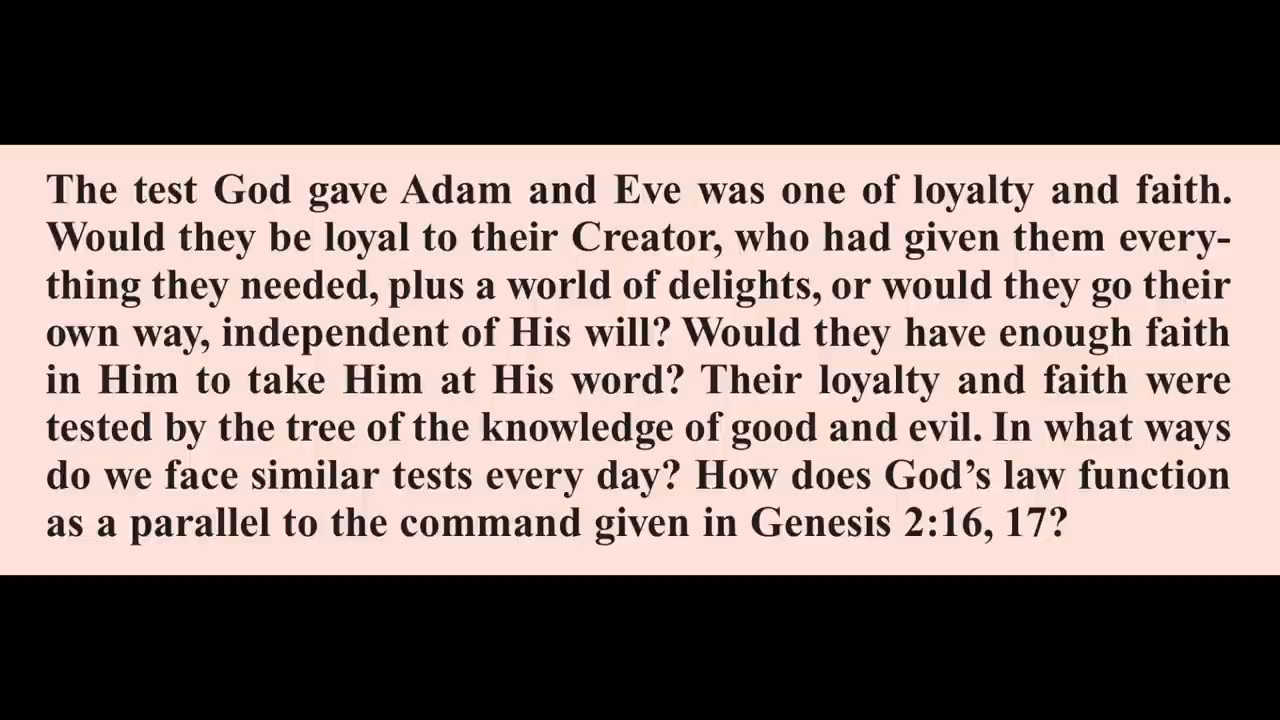 The test God gave Adam and Eve was one of loyalty and faith.
Would they be loyal to their Creator, who had given them every-
thing they needed, plus a world of delights, or would they go their
own way, independent of His will? Would they have enough faith
in Him to take Him at His word? Their loyalty and faith were
tested by the tree of the knowledge of good and evil. In what ways
do we face similar tests every day? How does God’s law function
as a parallel to the command given in Genesis 2:16, 17?